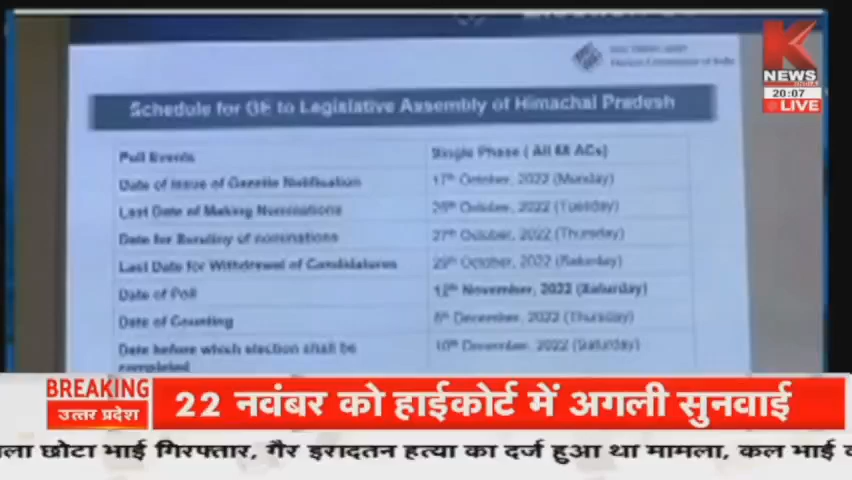 K
NEWS
20:07
LIVE
Election Commission of India
Schedule for GE to Legislative Assembly of Himachal Pradesh
Poll Events Single Phase ( All 68 ACs)
Date of Issue of Gazette Notification 17th October, 2022 (Monday)
Last Date of Making Nominations 25th October, 2022 (Tuesday)
Date for Scrutiny of nominations 27th October, 2022 (Thursday)
Last Date for Withdrawal of Candidatures 29th October, 2022 (Saturday)
Date of Poll 12th November, 2022 (Saturday)
Date of Counting 8th December, 2022 (Thursday)
Date before which election shall be 10th December, 2022 (Saturday)
completed
BREAKING
उत्तर प्रदेश
22 नवंबर को हाईकोर्ट में अगली सुनवाई
ला छोटा भाई गिरफ्तार, गैर इरादतन हत्या का दर्ज हुआ था मामला, कल भाई